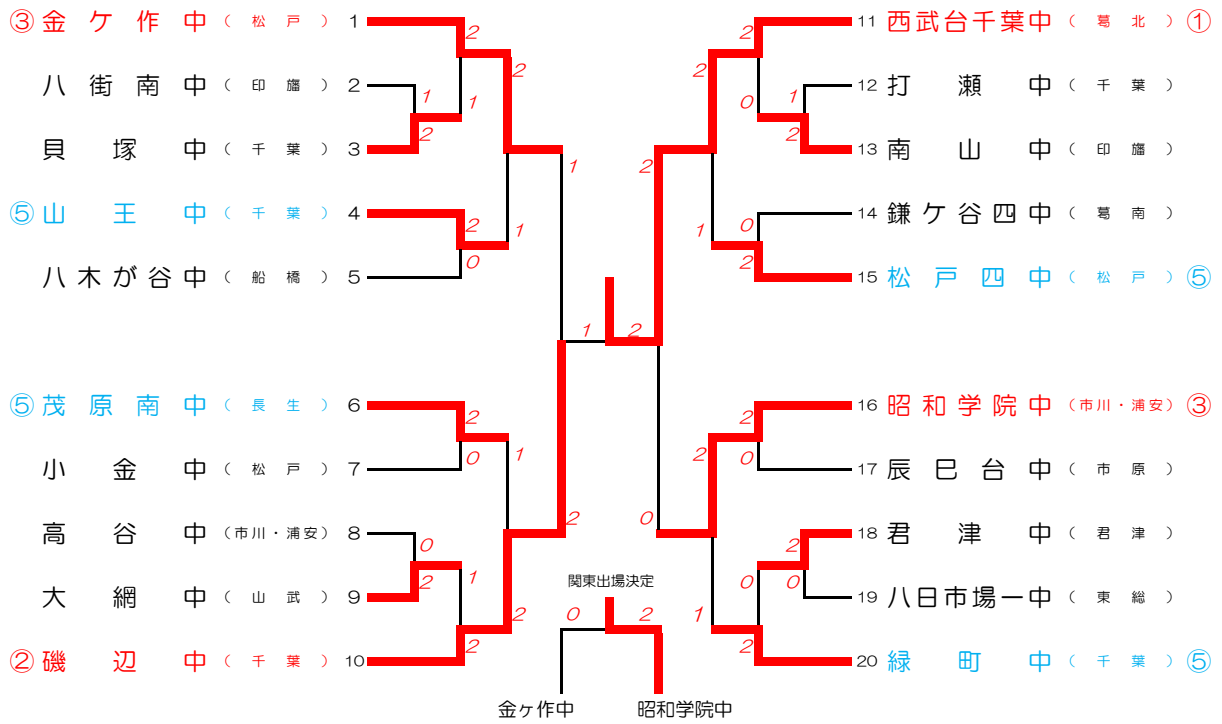 ③ 金ケ作中 （ 松戸 ） 1
八街南中 （ 印旛 ） 2
貝塚中 （ 千葉 ） 3
⑤ 山王中 （ 千葉 ） 4
八木が谷中 （ 船橋 ） 5
⑤ 茂原南中 （ 長生 ） 6
小金中 （ 松戸 ） 7
高谷中 （市川・浦安） 8
大網中 （ 山武 ） 9
② 磯辺中 （ 千葉 ） 10
2
1
2
1
2
0
2
1
1
2
0
0
2
1
2
1
2
2
1
2
関東出場決定
0 2
金ヶ作中 昭和学院中
2
0
1
2
0
2
2
1
2
2
0
2
0
0
2
2
1
0
11 西武台千葉中 （ 葛北 ） ①
12 打瀬中 （ 千葉 ）
13 南山中 （ 印旛 ）
14 鎌ケ谷四中 （ 葛南 ）
15 松戸四中 （ 松戸 ） ⑤
16 昭和学院中 （市川・浦安） ③
17 辰巳台中 （ 市原 ）
18 君津中 （ 君津 ）
19 八日市場一中 （ 東総 ）
20 緑町中 （ 千葉 ） ⑤